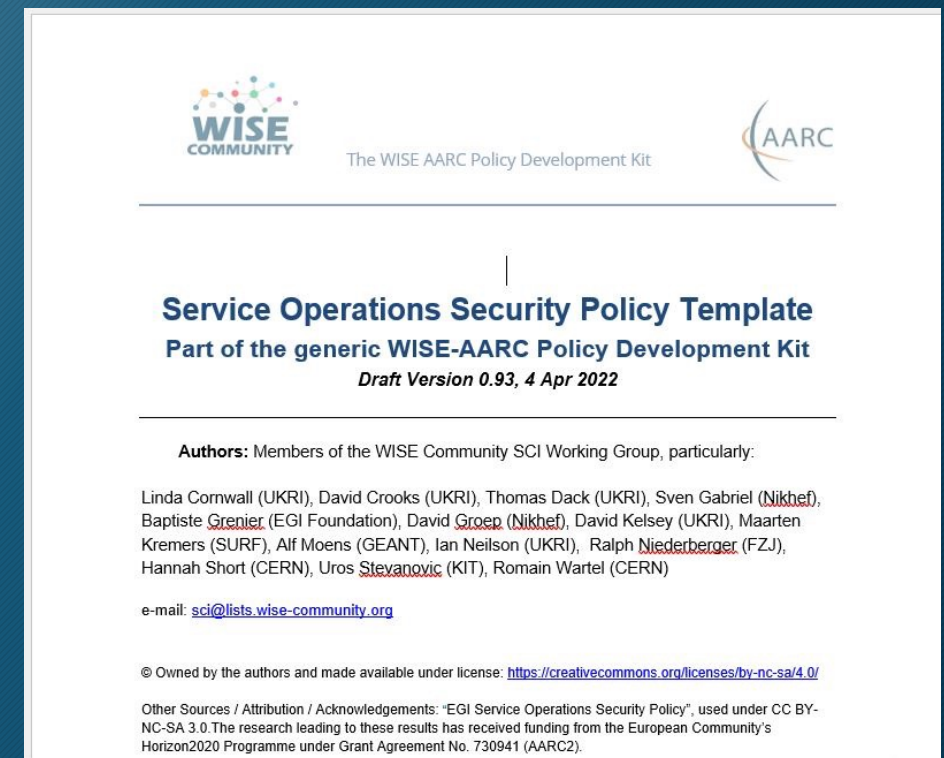 WISE
COMMUNITY
The WISE AARC Policy Development Kit
AARC
Service Operations Security Policy Template
Part of the generic WISE-AARC Policy Development Kit
Draft Version 0.93, 4 Apr 2022
Authors: Members of the WISE Community SCI Working Group, particularly:
Linda Cornwall (UKRI), David Crooks (UKRI), Thomas Dack (UKRI), Sven Gabriel (Nikhef),
Baptiste Grenier (EGI Foundation), David Groep (Nikhef), David Kelsey (UKRI), Maarten
Kremers (SURF), Alf Moens (GEANT), Ian Neilson (UKRI),  Ralph Niederberger (FZJ),
Hannah Short (CERN), Uros Stevanovic (KIT), Romain Wartel (CERN)
e-mail: sci@lists.wise-community.org
© Owned by the authors and made available under license: https://creativecommons.org/licenses/by-nc-sa/4.0/
Other Sources / Attribution / Acknowledgements: “EGI Service Operations Security Policy”, used under CC BY-
NC-SA 3.0.The research leading to these results has received funding from the European Community’s
Horizon2020 Programme under Grant Agreement No. 730941 (AARC2).